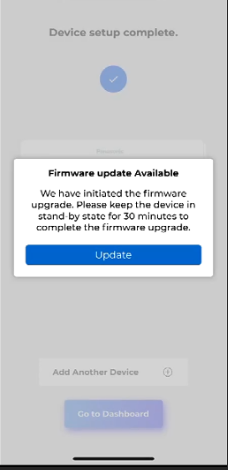 Device setup complete.
Firmware update Available
We have initiated the firmware
upgrade. Please keep the device in
stand-by state for 30 minutes to
complete the firmware upgrade.
Update
Add Another Device
Go to Dashboard